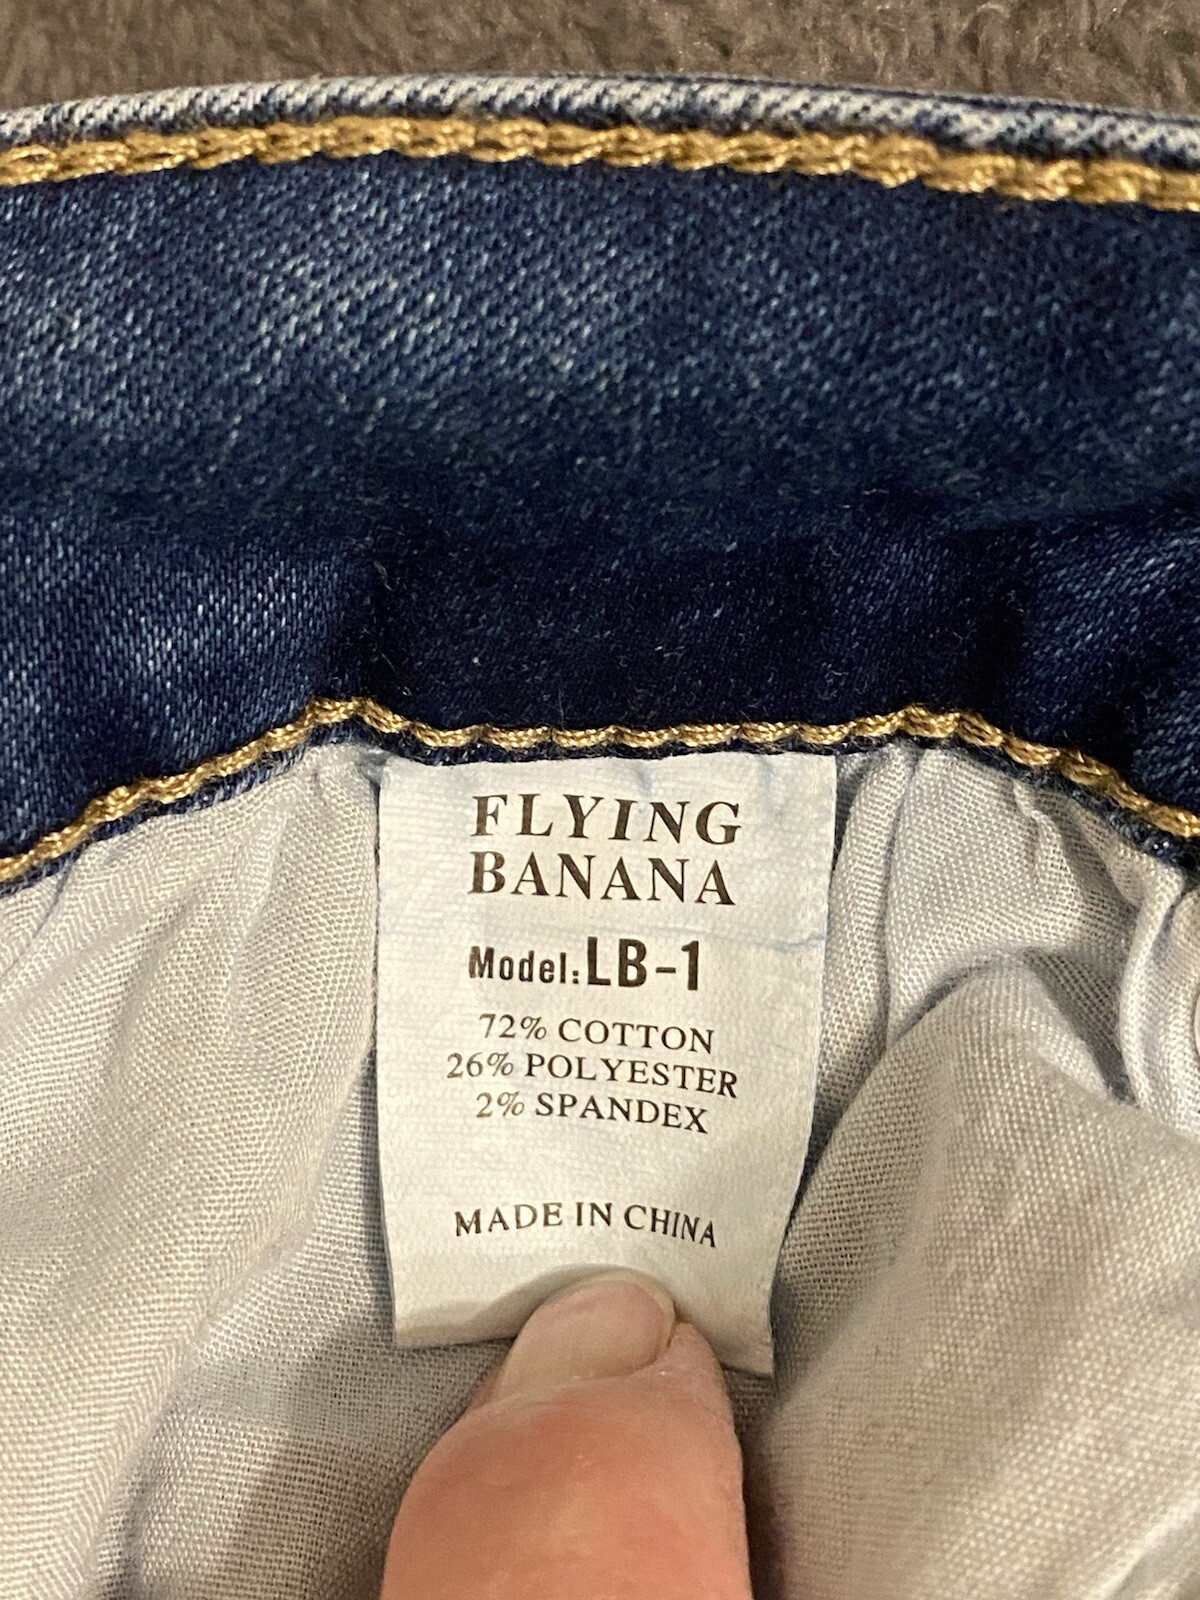 FLYING
BANANA
Model:LB-1
72% COTTON
26% POLYESTER
2% SPANDEX
MADE IN CHINA